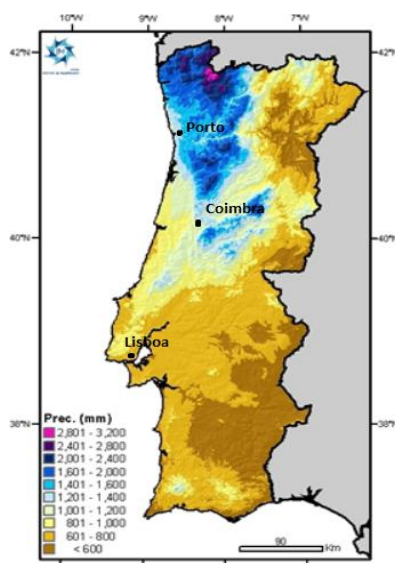 10°W 9°W 8°W 7°W
42°N 42°N
Porto
Coimbra
40°N 40°N
Lisboa
38°N 38°N
Prec. (mm)
2,801 - 3,200
2,401 - 2,800
2,001 - 2,400
1,601 - 2,000
1,401 - 1,600
1,201 - 1,400
1,001 - 1,200
801 - 1,000
601 - 800
< 600
90
Km